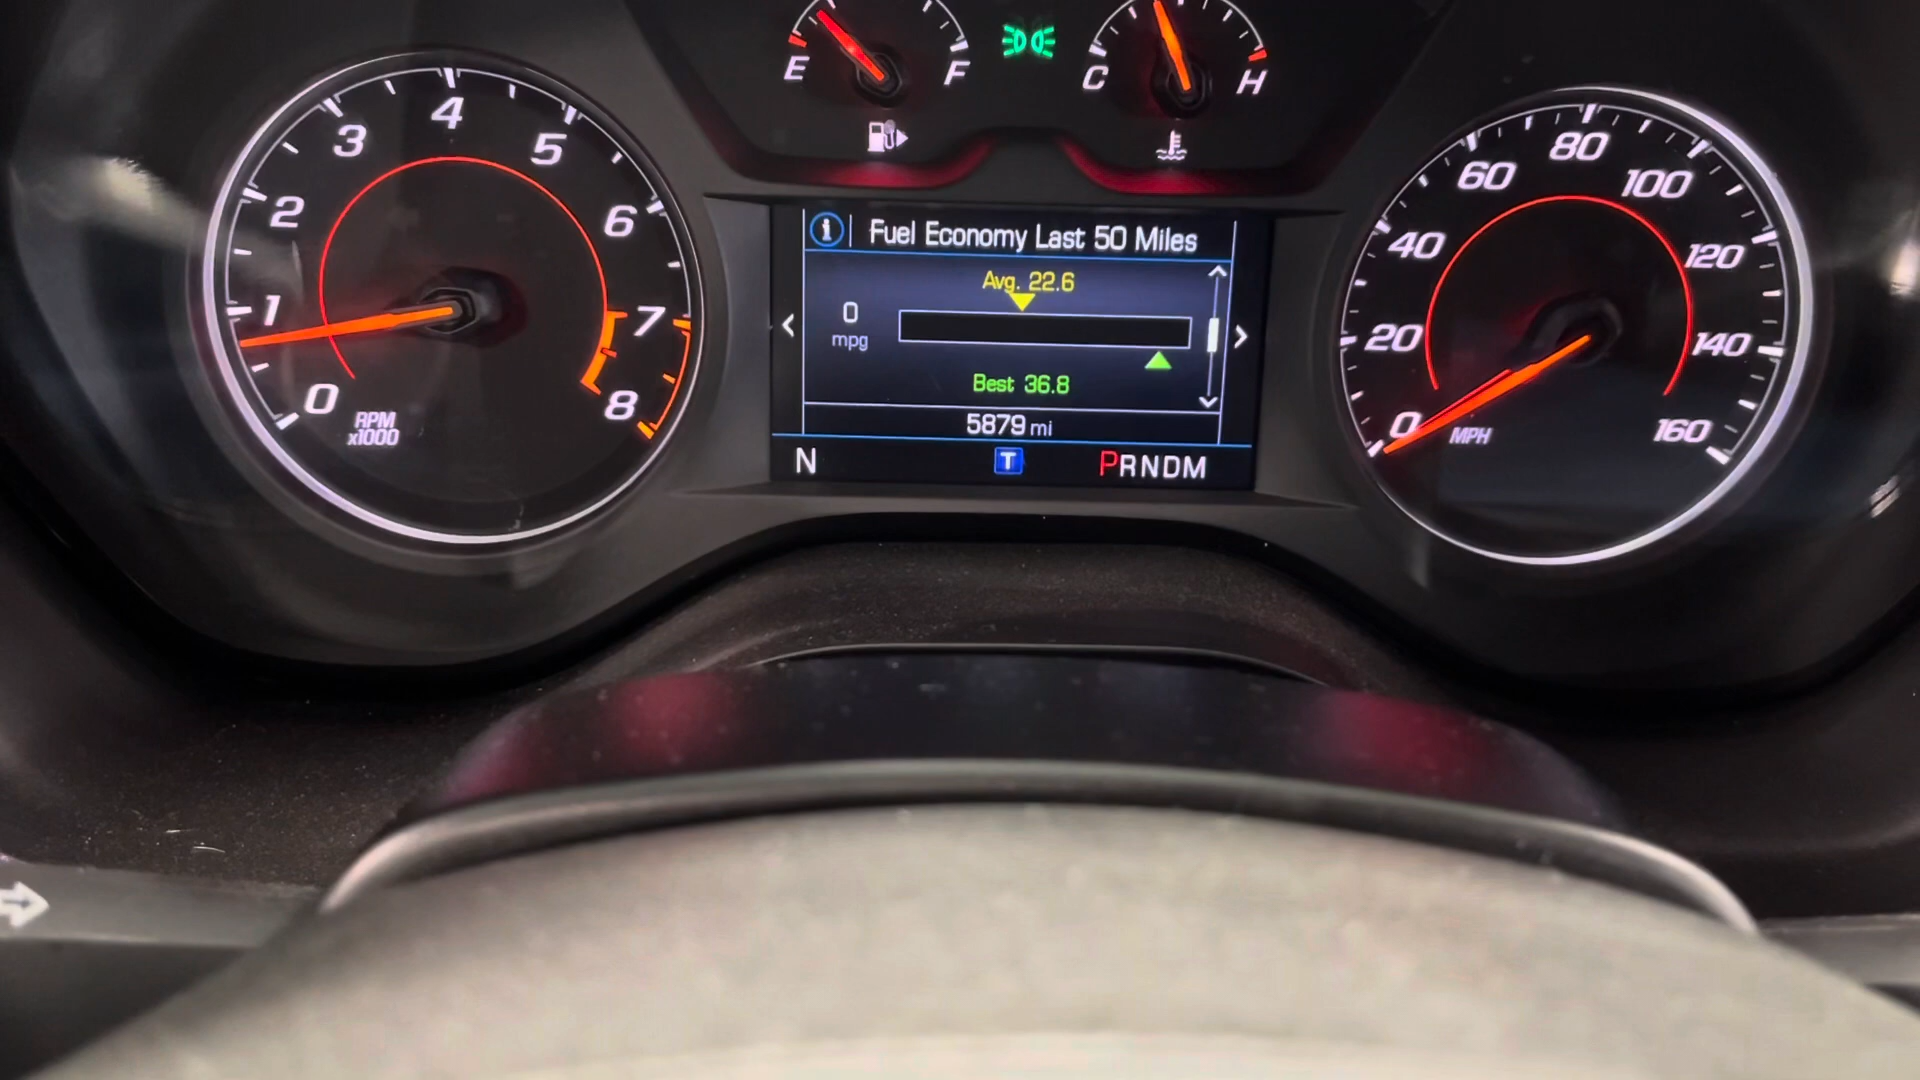 E F C H
1 2 3 4 5 6 7 8 0
RPM
x1000
Fuel Economy Last 50 Miles
Avg. 22.6
0
mpg
Best 36.8
5879 mi
N T PRNDM
0 20 40 60 80 100 120 140 160
MPH